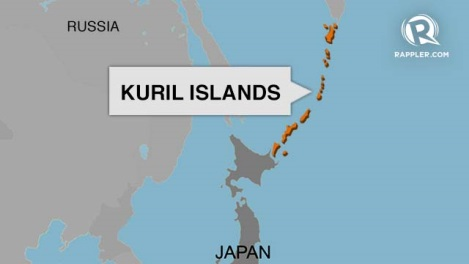 RUSSIA
R
RAPPLER.COM
KURIL ISLANDS
JAPAN